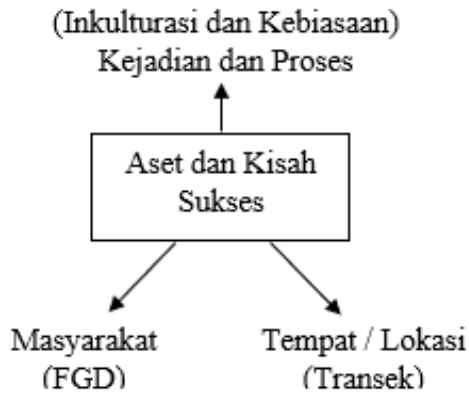 (Inkulturasi dan Kebiasaan)
Kejadian dan Proses
Aset dan Kisah
Sukses
Masyarakat
(FGD)
Tempat / Lokasi
(Transek)